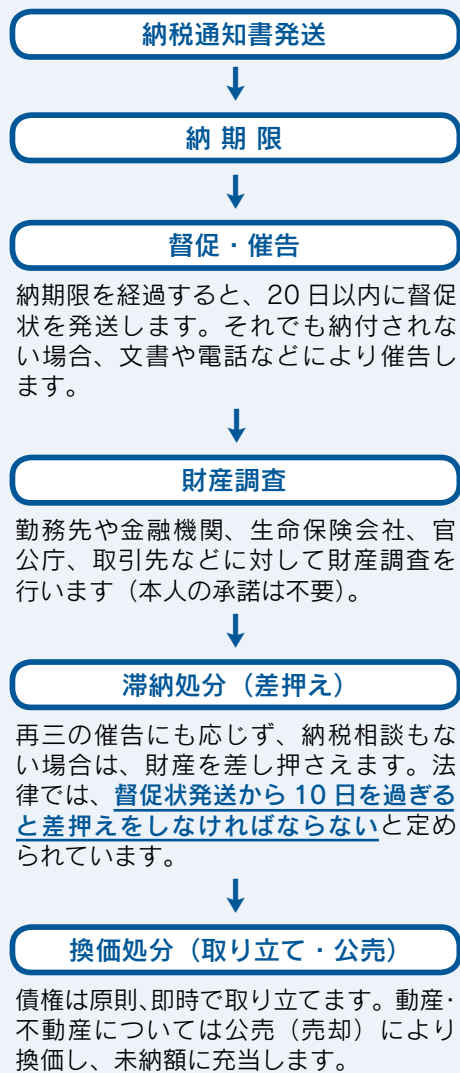 納税通知書発送
↓
納 期 限
↓
督促・催告
納期限を経過すると、20 日以内に督促
状を発送します。それでも納付されな
い場合、文書や電話などにより催告し
ます。
↓
財産調査
勤務先や金融機関、生命保険会社、官
公庁、取引先などに対して財産調査を
行います（本人の承諾は不要）。
↓
滞納処分（差押え）
再三の催告にも応じず、納税相談もな
い場合は、財産を差し押さえます。法
律では、督促状発送から 10 日を過ぎる
と差押えをしなければならないと定め
られています。
↓
換価処分（取り立て・公売）
債権は原則、即時で取り立てます。動産・
不動産については公売（売却）により
換価し、未納額に充当します。